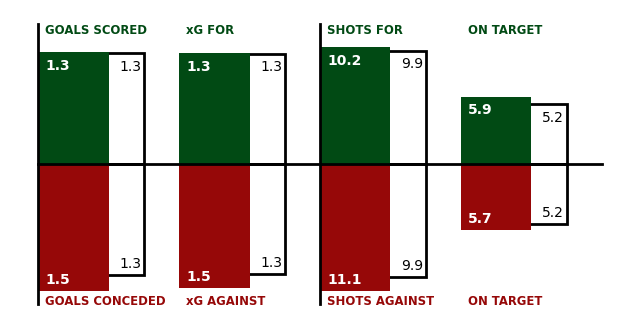 GOALS SCORED xG FOR SHOTS FOR ON TARGET
1.3 1.3 1.3 1.3 10.2 9.9 5.9 5.2
1.5 1.3 1.5 1.3 11.1 9.9 5.7 5.2
GOALS CONCEDED xG AGAINST SHOTS AGAINST ON TARGET